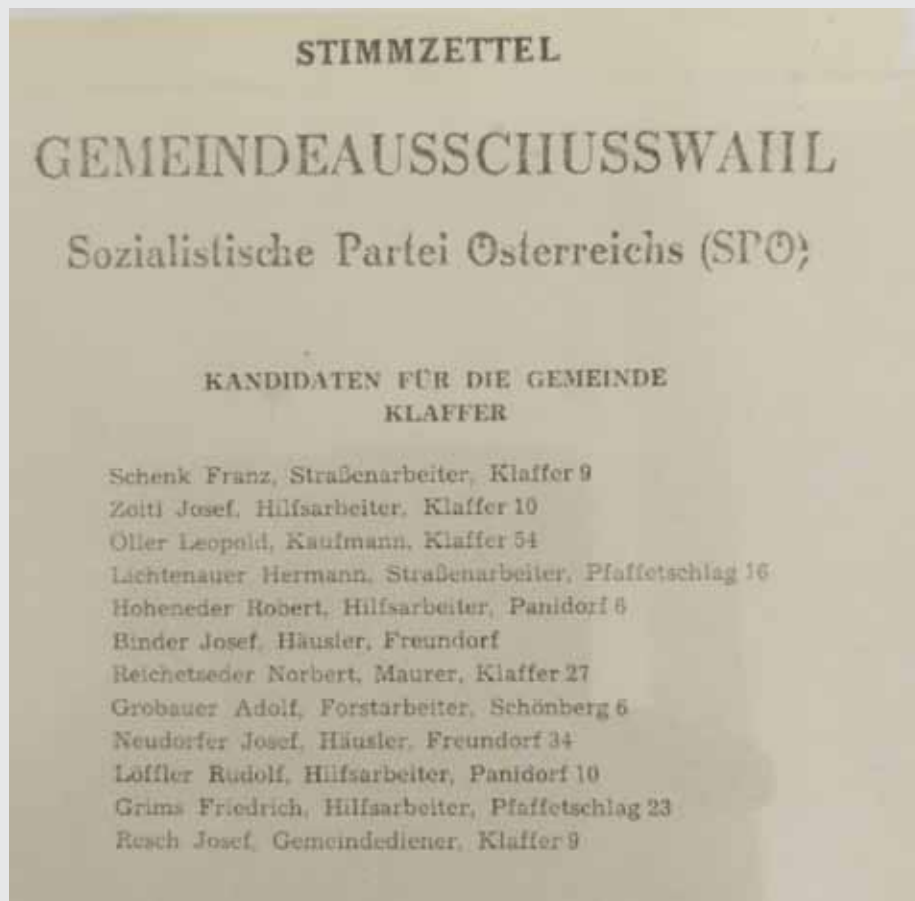 STIMMZETTEL
GEMEINDEAUSSCHUSSWAHL
Sozialistische Partei Österreichs (SPÖ)
KANDIDATEN FÜR DIE GEMEINDE
KLAFFER
Schenk Franz, Straßenarbeiter, Klaffer 9
Zoitl Josef, Hilfsarbeiter, Klaffer 10
Öller Leopold, Kaufmann, Klaffer 54
Lichtenauer Hermann, Straßenarbeiter, Pfaffetschlag 16
Hoheneder Robert, Hilfsarbeiter, Panidorf 6
Binder Josef, Häusler, Freundorf
Reichetseder Norbert, Maurer, Klaffer 27
Grobauer Adolf, Forstarbeiter, Schönberg 6
Neudorfer Josef, Häusler, Freundorf 34
Löffler Rudolf, Hilfsarbeiter, Panidorf 10
Grims Friedrich, Hilfsarbeiter, Pfaffetschlag 23
Resch Josef, Gemeindediener, Klaffer 9